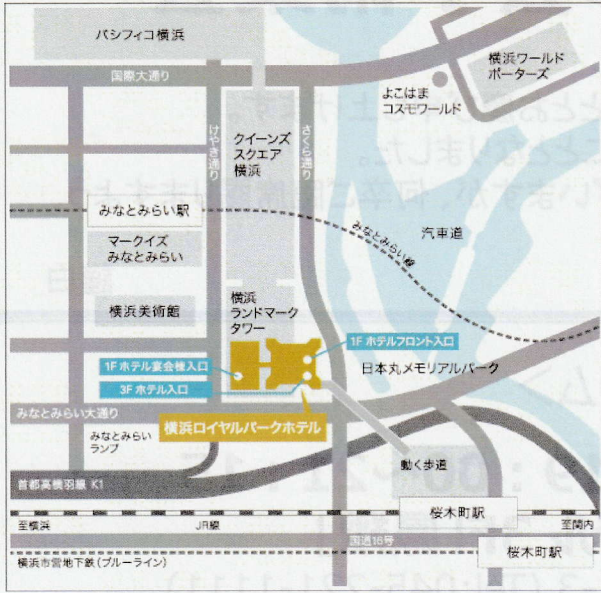 パシフィコ横浜
国際大通り
横浜ワールド
ポーターズ
よこはま
コスモワールド
けやき通り
クイーンズ
スクエア
横浜
さくら通り
みなとみらい駅
みなとみらい線
汽車道
マークイズ
みなとみらい
横浜美術館
横浜
ランドマーク
タワー
1F ホテルフロント入口
1F ホテル宴会棟入口
3F ホテル入口
日本丸メモリアルパーク
みなとみらい大通り
横浜ロイヤルパークホテル
みなとみらい
ランプ
動く歩道
首都高横羽線 K1
桜木町駅
至横浜
JR線
至関内
国道16号
桜木町駅
横浜市営地下鉄(ブルーライン)